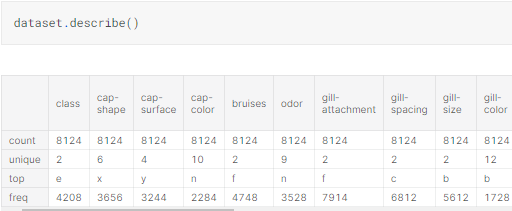 dataset.describe()
class cap-shape cap-surface cap-color bruises odor gill-attachment gill-spacing gill-size gill-color
count 8124 8124 8124 8124 8124 8124 8124 8124 8124 8124
unique 2 6 4 10 2 9 2 2 2 12
top e x y n f n f c b b
freq 4208 3656 3244 2284 4748 3528 7914 6812 5612 1728